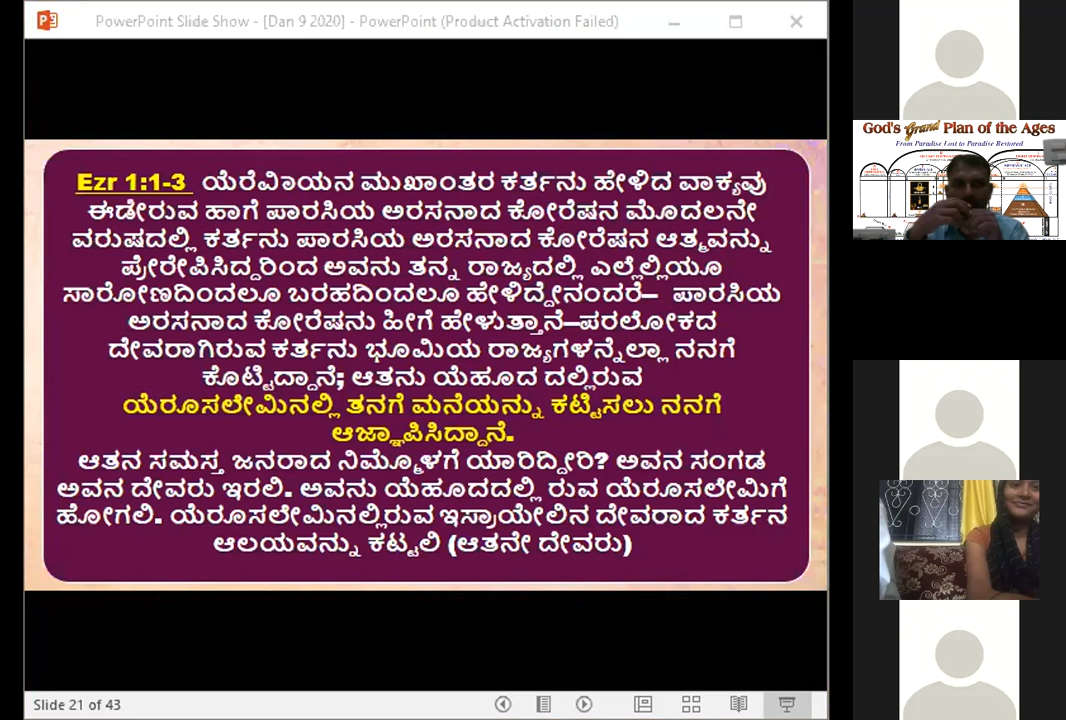 PowerPoint Slide Show - [Dan 9 2020] - PowerPoint (Product Activation Failed)
God's Grand Plan of the Ages
From Paradise Lost to Paradise Restored
Ezr 1:1-3 ಯೆರೆಮಿಾಯನ ಮುಖಾಂತರ ಕರ್ತನು ಹೇಳಿದ ವಾಕ್ಯವು
ಈಡೇರುವ ಹಾಗೆ ಪಾರಸಿಯ ಅರಸನಾದ ಕೋರೆಷನ ಮೊದಲನೇ
ವರುಷದಲ್ಲಿ ಕರ್ತನು ಪಾರಸಿಯ ಅರಸನಾದ ಕೋರೆಷನ ಆತ್ಮವನ್ನು
ಪ್ರೇರೇಪಿಸಿದ್ದರಿಂದ ಅವನು ತನ್ನ ರಾಜ್ಯದಲ್ಲಿ ಎಲ್ಲೆಲ್ಲಿಯೂ
ಸಾರೋಣದಿಂದಲೂ ಬರಹದಿಂದಲೂ ಹೇಳಿದ್ದೇನಂದರೆ– ಪಾರಸಿಯ
ಅರಸನಾದ ಕೋರೆಷನು ಹೀಗೆ ಹೇಳುತ್ತಾನೆ–ಪರಲೋಕದ
ದೇವರಾಗಿರುವ ಕರ್ತನು ಭೂಮಿಯ ರಾಜ್ಯಗಳನ್ನೆಲ್ಲಾ ನನಗೆ
ಕೊಟ್ಟಿದ್ದಾನೆ; ಆತನು ಯೆಹೂದ ದಲ್ಲಿರುವ
ಯೆರೂಸಲೇಮಿನಲ್ಲಿ ತನಗೆ ಮನೆಯನ್ನು ಕಟ್ಟಿಸಲು ನನಗೆ
ಆಜ್ಞಾಪಿಸಿದ್ದಾನೆ.
ಆತನ ಸಮಸ್ತ ಜನರಾದ ನಿಮ್ಮೊಳಗೆ ಯಾರಿದ್ದೀರಿ? ಅವನ ಸಂಗಡ
ಅವನ ದೇವರು ಇರಲಿ. ಅವನು ಯೆಹೂದದಲ್ಲಿ ರುವ ಯೆರೂಸಲೇಮಿಗೆ
ಹೋಗಲಿ. ಯೆರೂಸಲೇಮಿನಲ್ಲಿರುವ ಇಸ್ರಾಯೇಲಿನ ದೇವರಾದ ಕರ್ತನ
ಆಲಯವನ್ನು ಕಟ್ಟಲಿ (ಆತನೇ ದೇವರು)
Slide 21 of 43